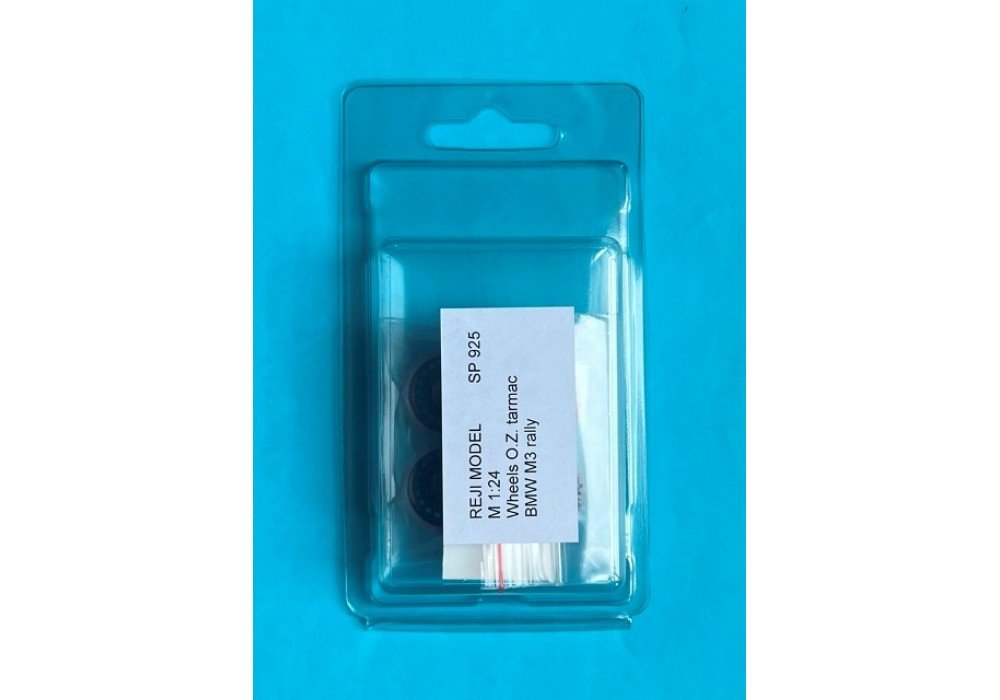 REJI MODEL SP 925
M 1:24
Wheels O.Z. tarmac
BMW M3 rally